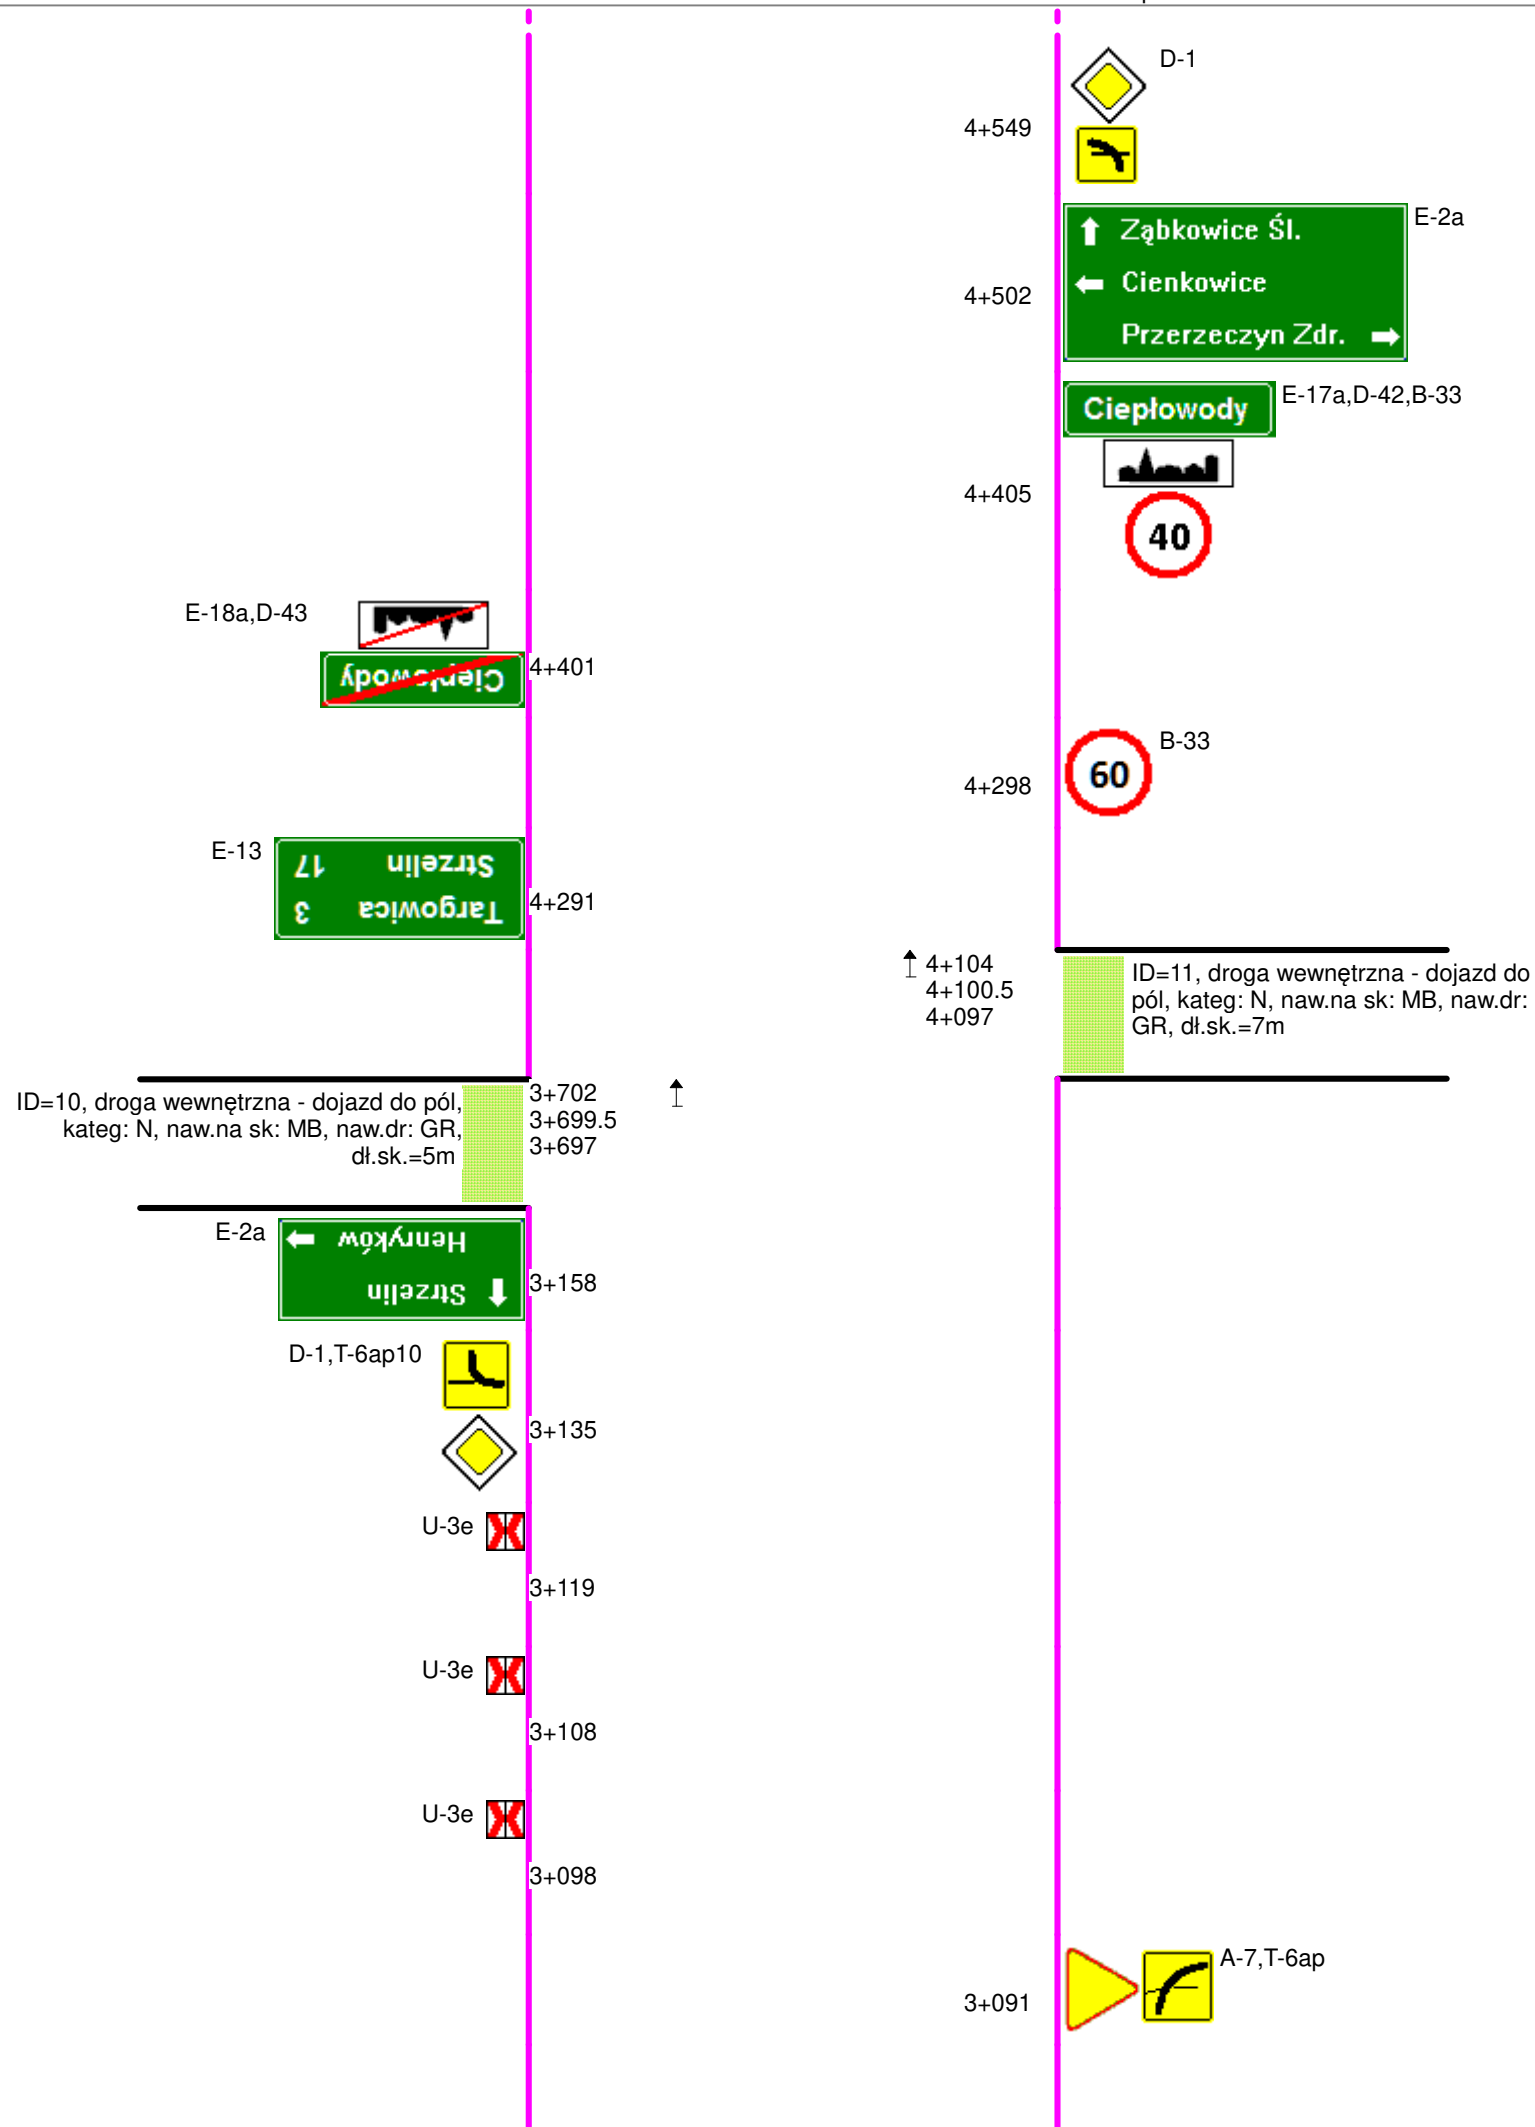 D-1
4+549
Ząbkowice Śl.
E-2a
Cienkowice
4+502
Przerzeczyn Zdr.
Ciepłowody
E-17a,D-42,B-33
4+405
40
E-18a,D-43
Ciepłowody
4+401
B-33
60
4+298
E-13
17 Strzelin
3 Targowica
4+291
4+104
4+100.5
4+097
ID=11, droga wewnętrzna - dojazd do
pól, kateg: N, naw.na sk: MB, naw.dr:
GR, dł.sk.=7m
ID=10, droga wewnętrzna - dojazd do pól,
kateg: N, naw.na sk: MB, naw.dr: GR,
dł.sk.=5m
3+702
3+699.5
3+697
E-2a
Henryków
Strzelin
3+158
D-1,T-6ap10
3+135
U-3e
3+119
U-3e
3+108
U-3e
3+098
A-7,T-6ap
3+091